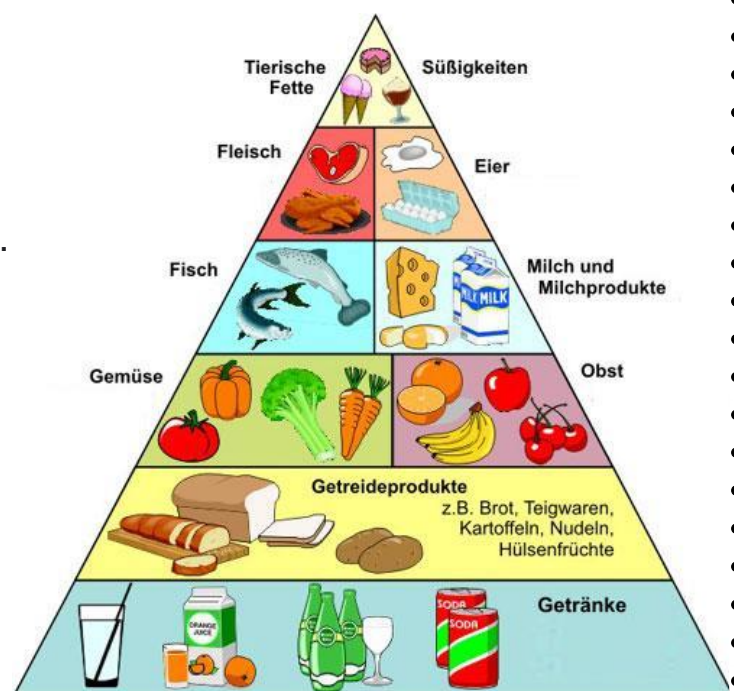 Tierische
Fette
Süßigkeiten
Fleisch
Eier
Fisch
Milch und
Milchprodukte
MILK MILK
Gemüse
Obst
Getreideprodukte
z.B. Brot, Teigwaren,
Kartoffeln, Nudeln,
Hülsenfrüchte
Getränke
ORANGE
JUICE
SODA
SODA